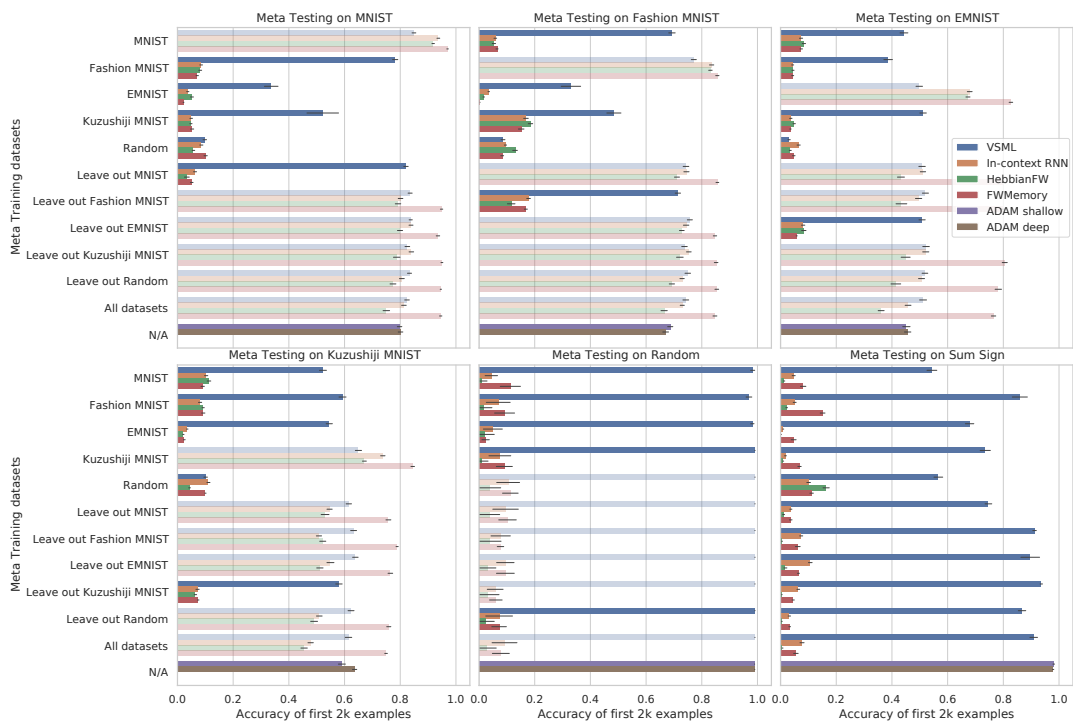 Meta Testing on MNIST
Meta Testing on Fashion MNIST
Meta Testing on EMNIST
Meta Training datasets
MNIST
Fashion MNIST
EMNIST
Kuzushiji MNIST
Random
Leave out MNIST
Leave out Fashion MNIST
Leave out EMNIST
Leave out Kuzushiji MNIST
Leave out Random
All datasets
N/A
VSML
In-context RNN
HebbianFW
FWMemory
ADAM shallow
ADAM deep
Meta Testing on Kuzushiji MNIST
Meta Testing on Random
Meta Testing on Sum Sign
Meta Training datasets
MNIST
Fashion MNIST
EMNIST
Kuzushiji MNIST
Random
Leave out MNIST
Leave out Fashion MNIST
Leave out EMNIST
Leave out Kuzushiji MNIST
Leave out Random
All datasets
N/A
0.0 0.2 0.4 0.6 0.8 1.0
0.0 0.2 0.4 0.6 0.8 1.0
0.0 0.2 0.4 0.6 0.8 1.0
Accuracy of first 2k examples
Accuracy of first 2k examples
Accuracy of first 2k examples